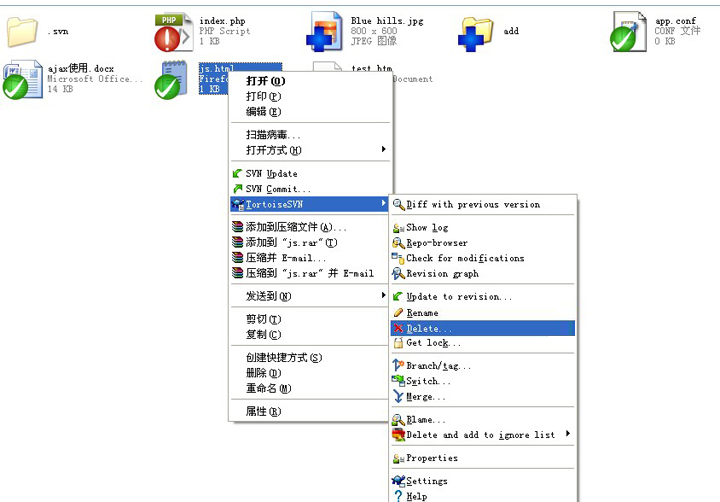 .svn
index.php
PHP Script
1 KB
Blue hills.jpg
800 x 600
JPEG 图像
add
app.conf
CONF 文件
0 KB
ajax使用.docx
Microsoft Office...
14 KB
js.html
Firefo
1 KB
test.htm
Document
打开(O)
打印(P)
编辑(E)
扫描病毒...
打开方式(H)
SVN Update
SVN Commit...
TortoiseSVN
添加到压缩文件(A)...
添加到 "js.rar"(T)
压缩并 E-mail...
压缩到 "js.rar" 并 E-mail
发送到(N)
剪切(T)
复制(C)
创建快捷方式(S)
删除(D)
重命名(M)
属性(R)
Diff with previous version
Show log
Repo-browser
Check for modifications
Revision graph
Update to revision...
Rename
Delete...
Get lock...
Branch/tag...
Switch...
Merge...
Blame...
Delete and add to ignore list
Properties
Settings
Help